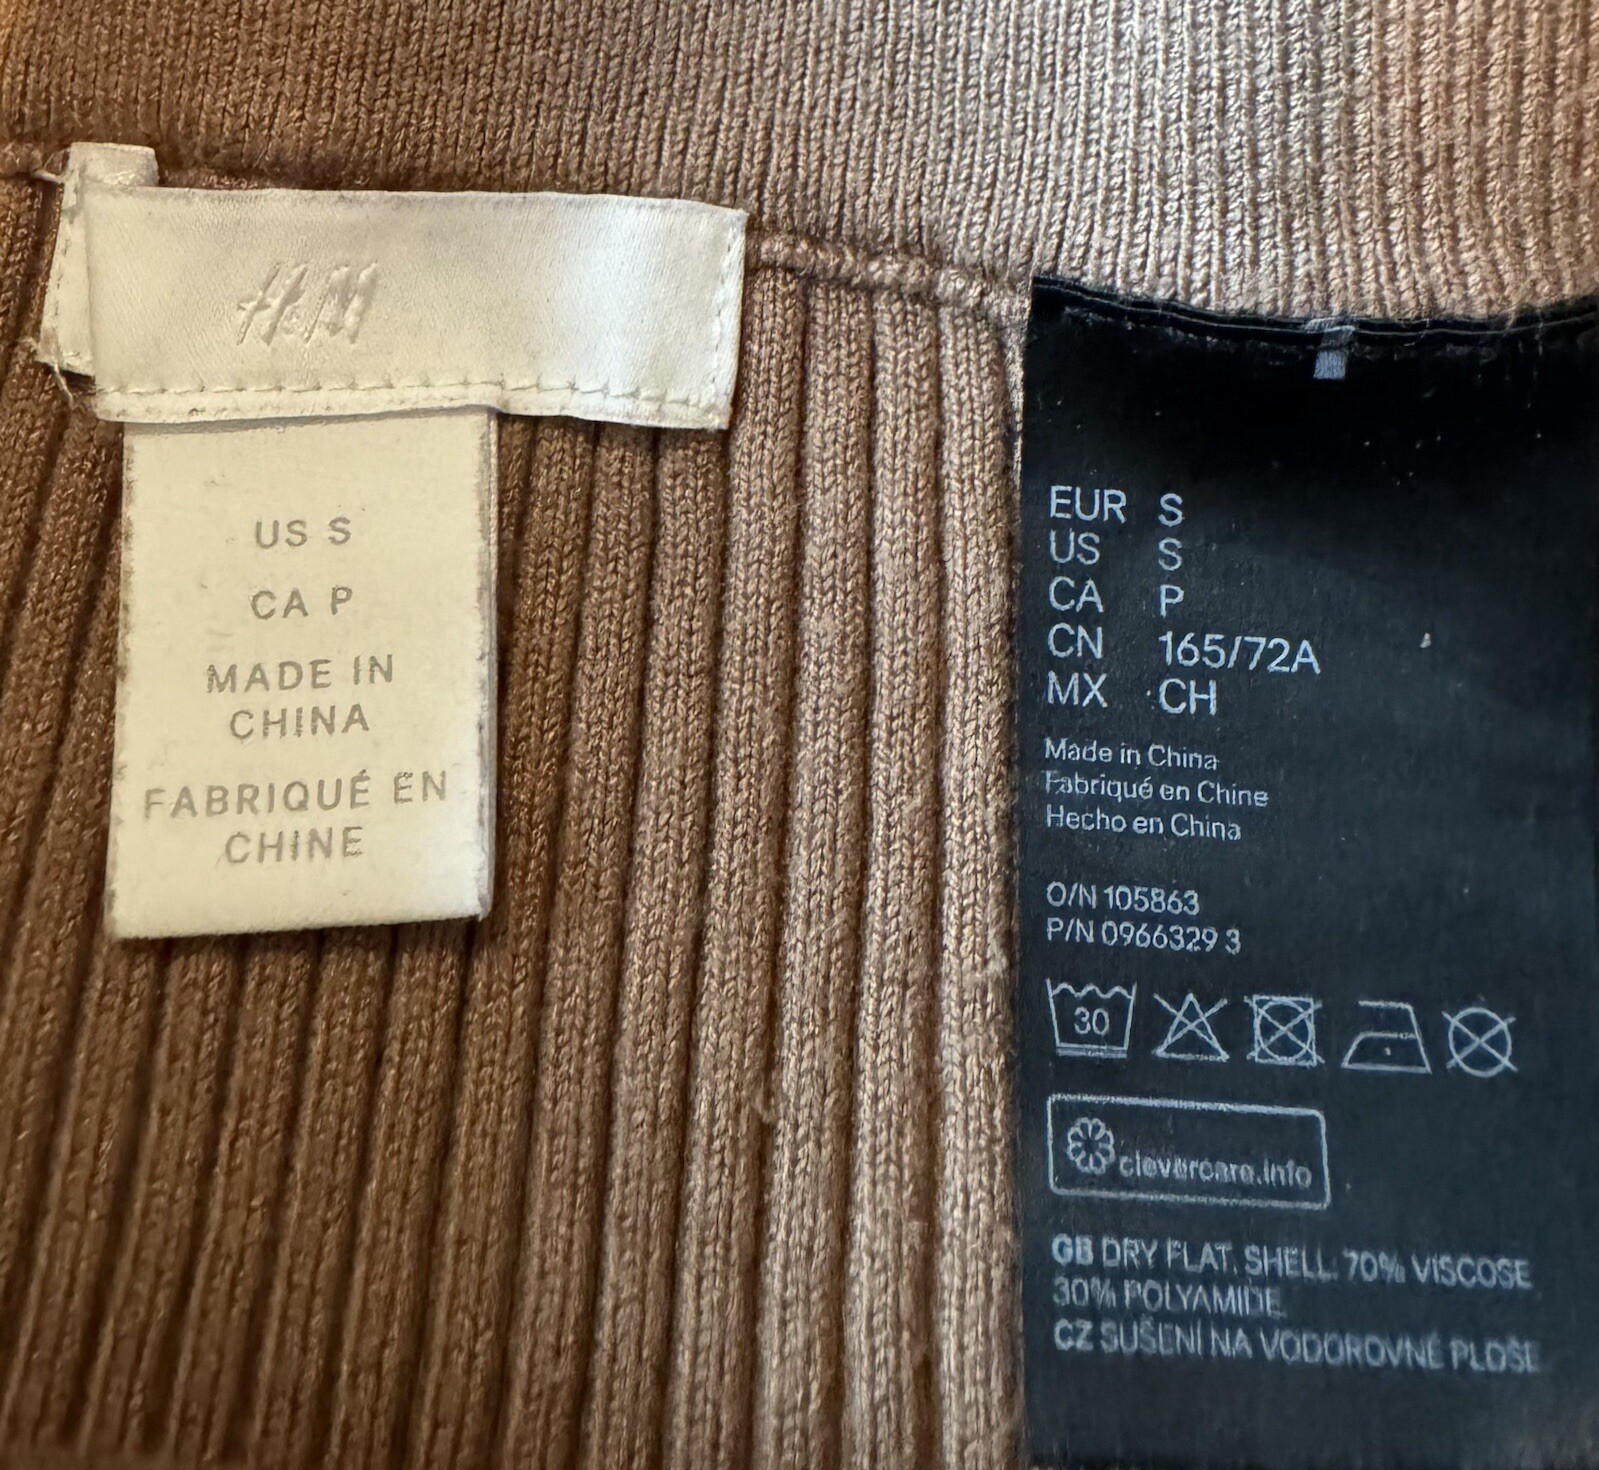 H&M
US S
CA P
MADE IN
CHINA
FABRIQUÉ EN
CHINE
EUR S
US S
CA P
CN 165/72A
MX CH
Made in China
Fabriqué en Chine
Hecho en China
O/N 105863
P/N 0966329 3
30
clevercare.info
GB DRY FLAT. SHELL: 70% VISCOSE
30% POLYAMIDE
CZ SUŠENÍ NA VODOROVNÉ PLOŠE